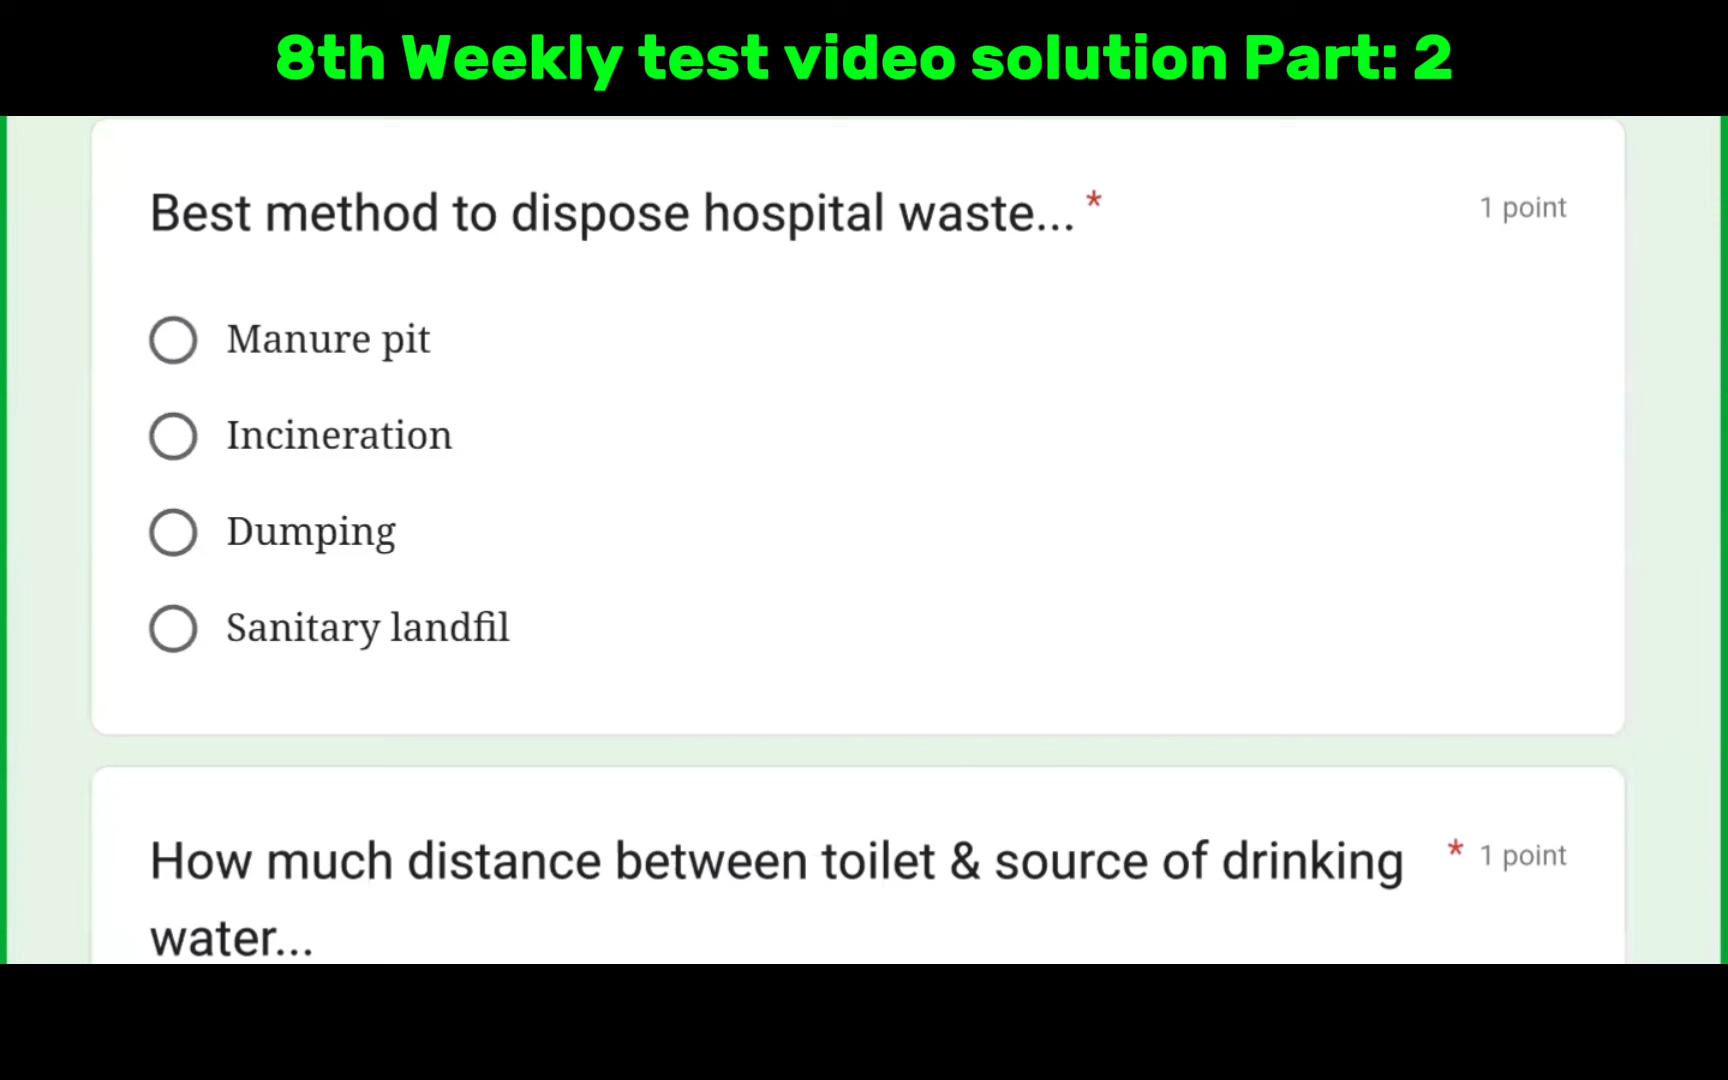 8th Weekly test video solution Part: 2
Best method to dispose hospital waste... *
1 point
Manure pit
Incineration
Dumping
Sanitary landfil
How much distance between toilet & source of drinking * 1 point
water...